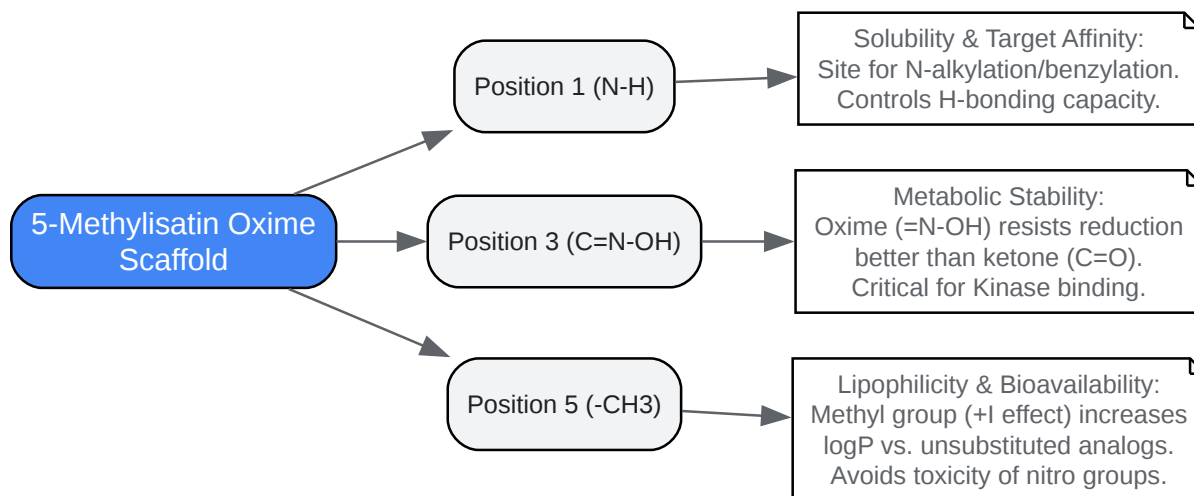 5-Methylisatin Oxime
Scaffold
Position 1 (N-H)
Solubility & Target Affinity:
Site for N-alkylation/benzylation.
Controls H-bonding capacity.
Position 3 (C=N-OH)
Metabolic Stability:
Oxime (=N-OH) resists reduction
better than ketone (C=O).
Critical for Kinase binding.
Position 5 (-CH3)
Lipophilicity & Bioavailability:
Methyl group (+I effect) increases
logP vs. unsubstituted analogs.
Avoids toxicity of nitro groups.